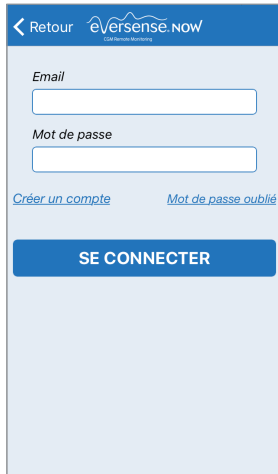 Retour eversense NOW
CGM Remote Monitoring
Email
Mot de passe
Créer un compte Mot de passe oublié
SE CONNECTER